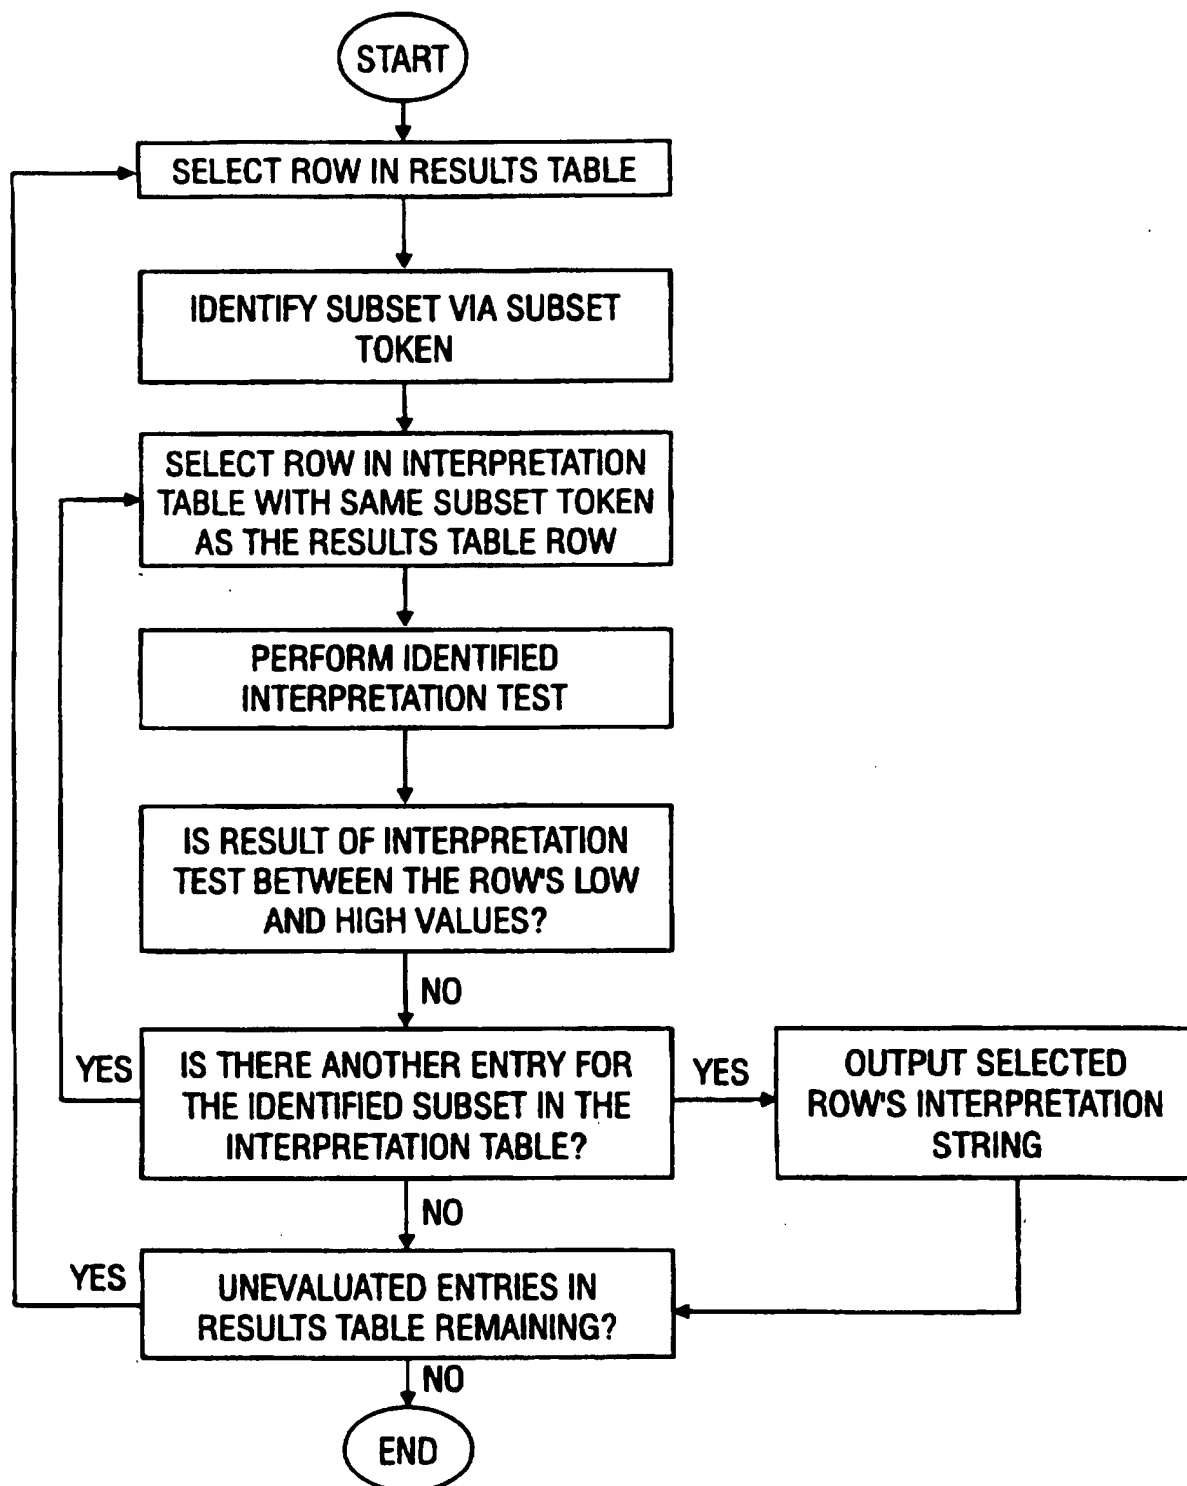 START
SELECT ROW IN RESULTS TABLE
IDENTIFY SUBSET VIA SUBSET
TOKEN
SELECT ROW IN INTERPRETATION
TABLE WITH SAME SUBSET TOKEN
AS THE RESULTS TABLE ROW
PERFORM IDENTIFIED
INTERPRETATION TEST
IS RESULT OF INTERPRETATION
TEST BETWEEN THE ROW'S LOW
AND HIGH VALUES?
NO
YES
IS THERE ANOTHER ENTRY FOR
THE IDENTIFIED SUBSET IN THE
INTERPRETATION TABLE?
YES
OUTPUT SELECTED
ROW'S INTERPRETATION
STRING
NO
YES
UNEVALUATED ENTRIES IN
RESULTS TABLE REMAINING?
NO
END